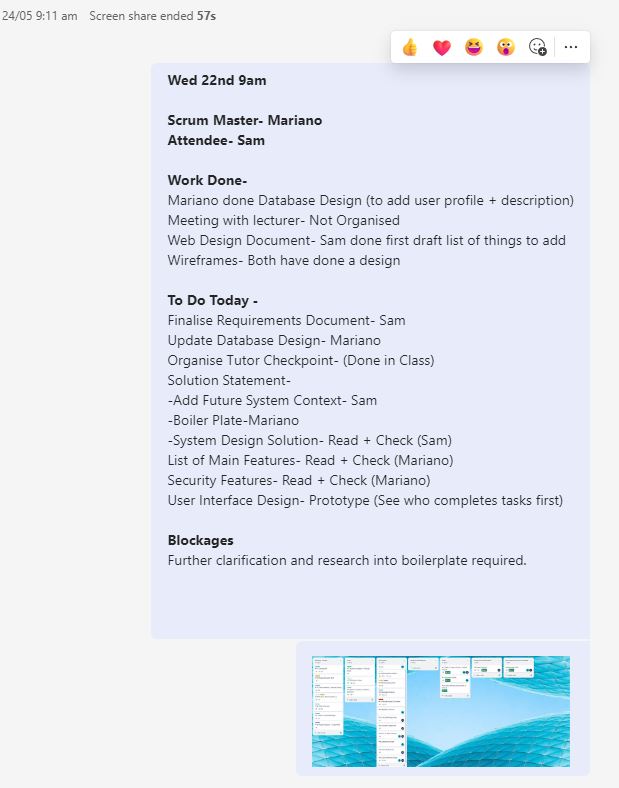 24/05 9:11 am Screen share ended 57s
Wed 22nd 9am
Scrum Master- Mariano
Attendee- Sam
Work Done-
Mariano done Database Design (to add user profile + description)
Meeting with lecturer- Not Organised
Web Design Document- Sam done first draft list of things to add
Wireframes- Both have done a design
To Do Today -
Finalise Requirements Document- Sam
Update Database Design- Mariano
Organise Tutor Checkpoint- (Done in Class)
Solution Statement-
-Add Future System Context- Sam
-Boiler Plate-Mariano
-System Design Solution- Read + Check (Sam)
List of Main Features- Read + Check (Mariano)
Security Features- Read + Check (Mariano)
User Interface Design- Prototype (See who completes tasks first)
Blockages
Further clarification and research into boilerplate required.